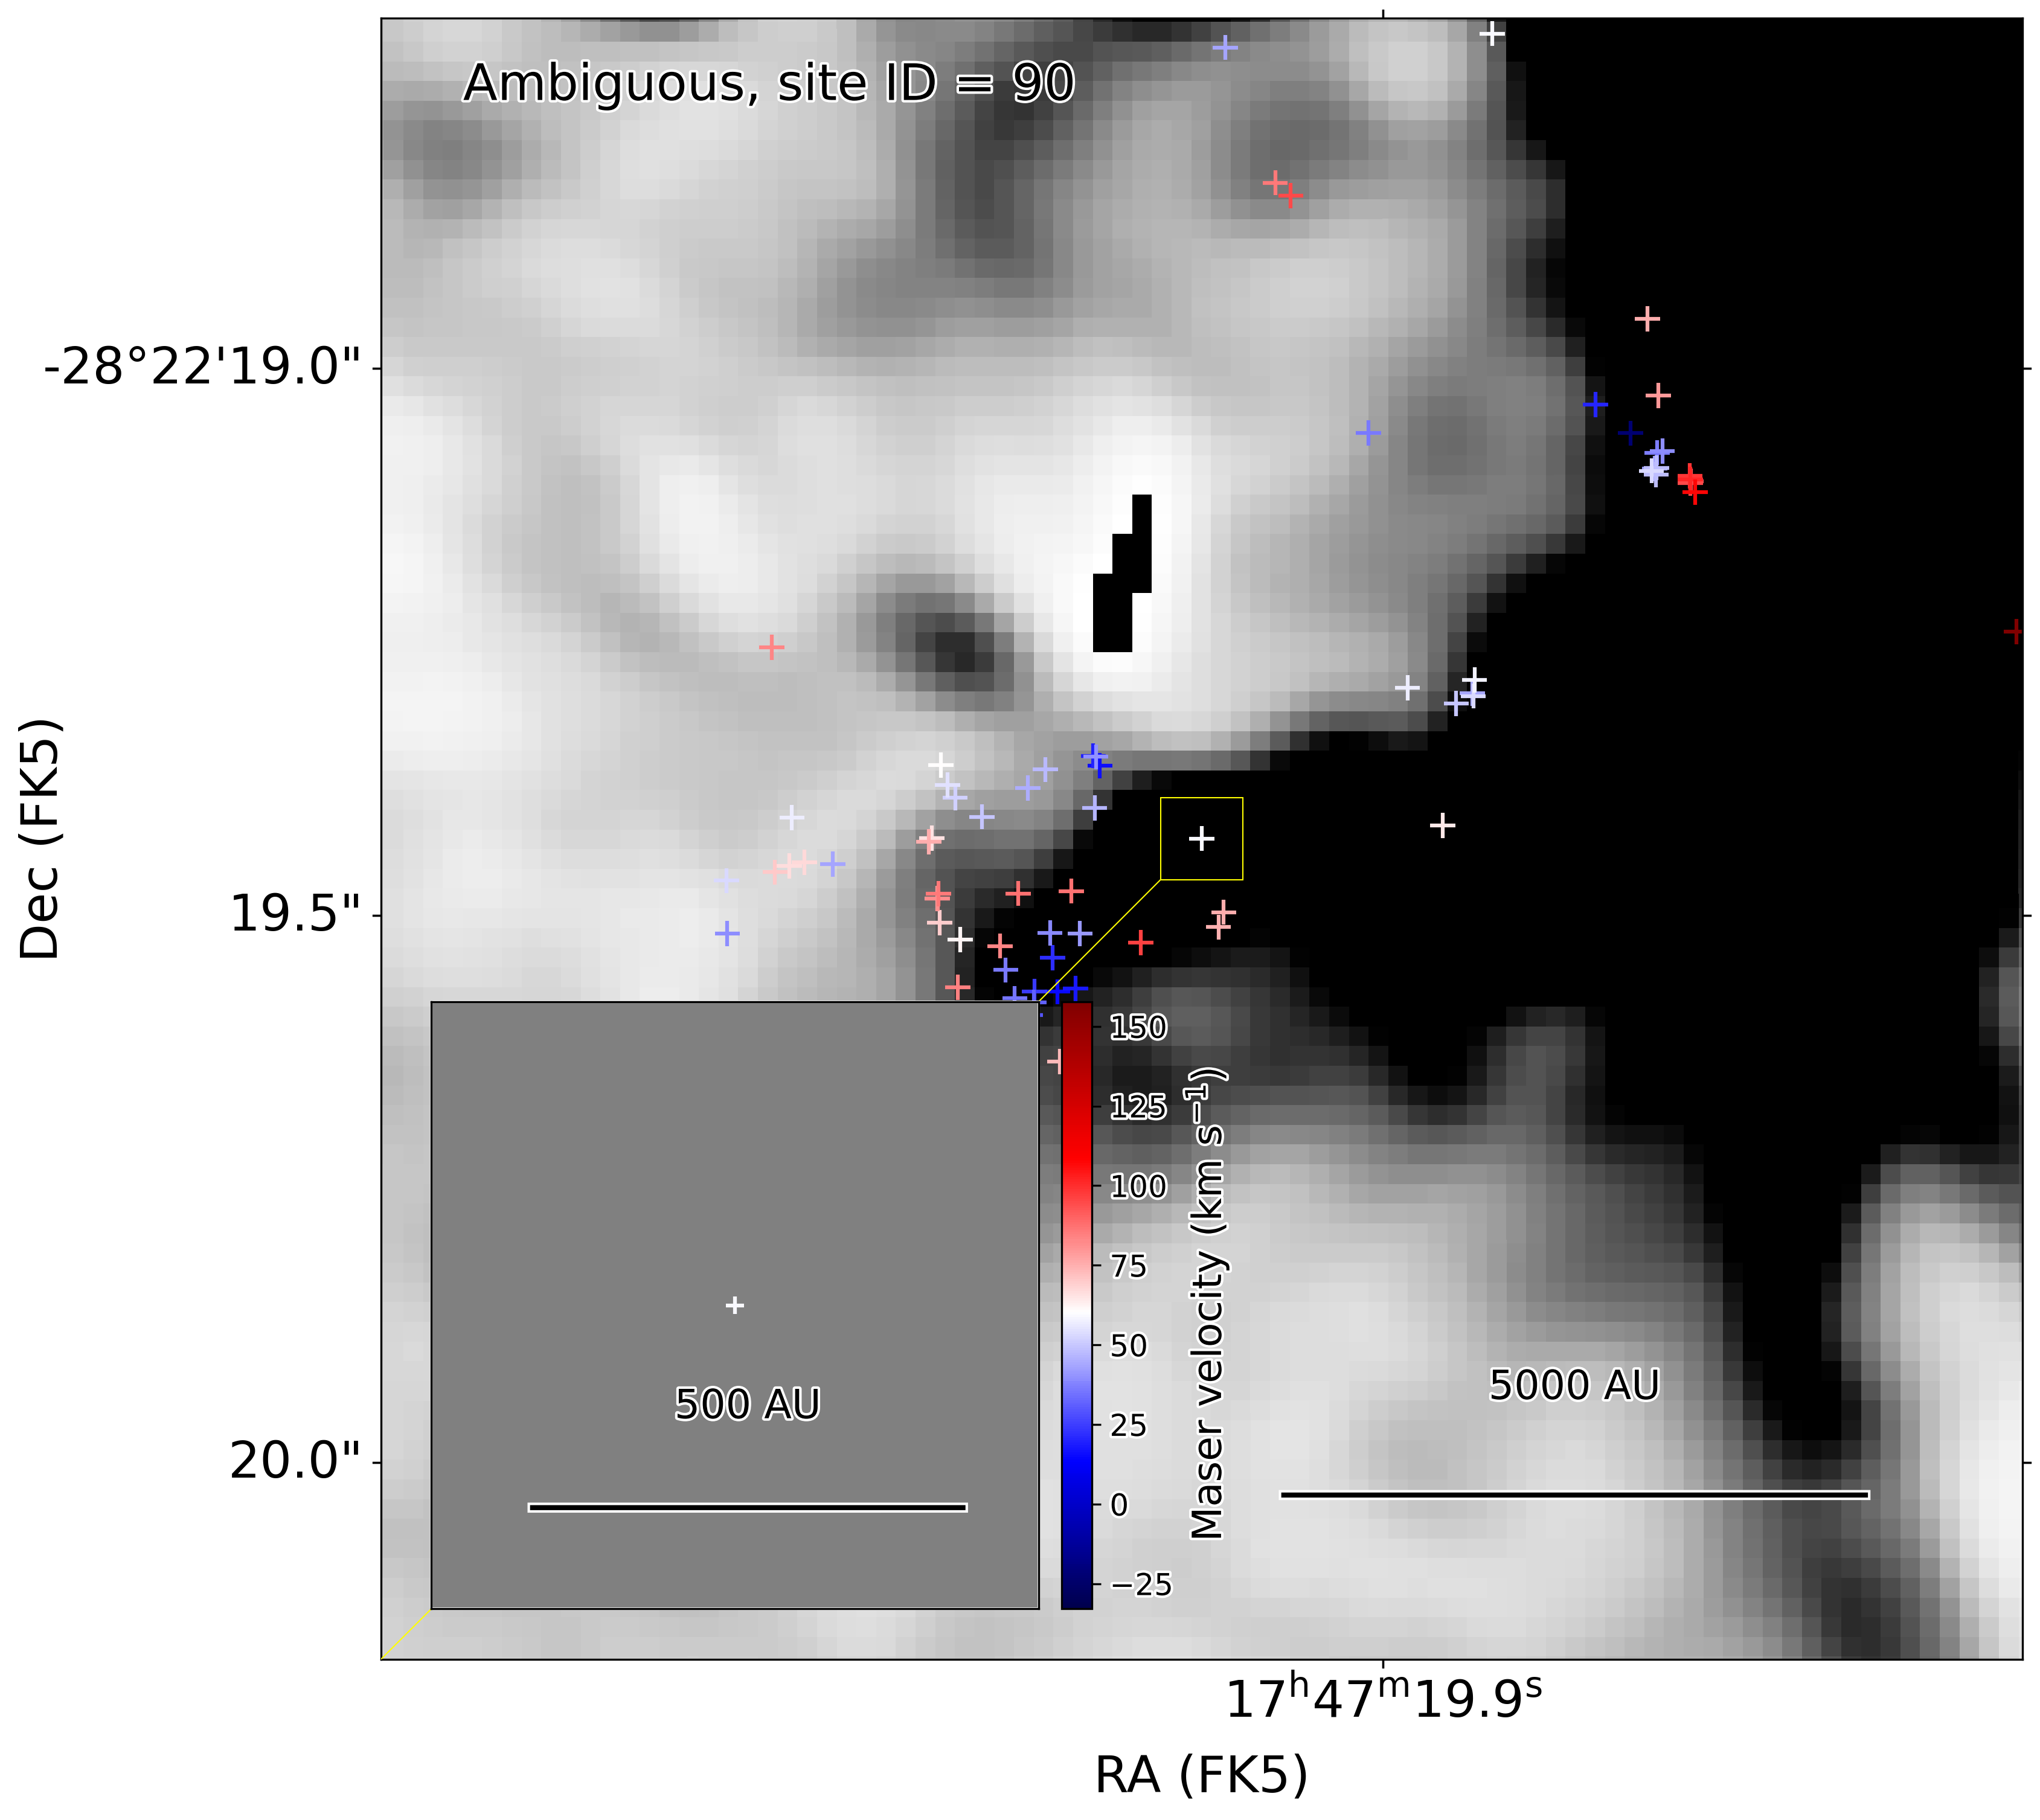 Ambiguous, site ID = 90
-28°22'19.0"
19.5"
20.0"
Dec (FK5)
500 AU
150
125
100
75
50
25
0
−25
Maser velocity (km s⁻¹)
5000 AU
17ʰ47ᵐ19.9ˢ
RA (FK5)